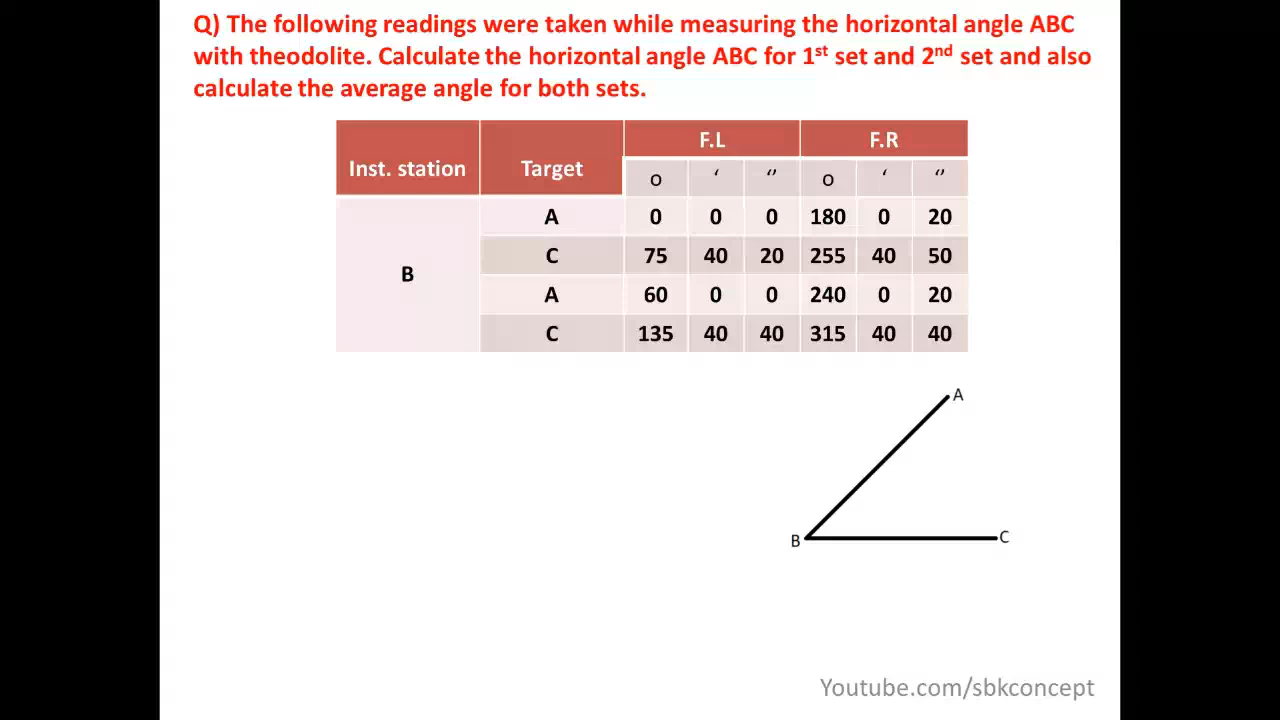 Q) The following readings were taken while measuring the horizontal angle ABC
with theodolite. Calculate the horizontal angle ABC for 1st set and 2nd set and also
calculate the average angle for both sets.
Inst. station Target F.L F.R
o ‘ ‘’ o ‘ ‘’
A 0 0 0 180 0 20
C 75 40 20 255 40 50
B
A 60 0 0 240 0 20
C 135 40 40 315 40 40
A
B
C
Youtube.com/sbkconcept